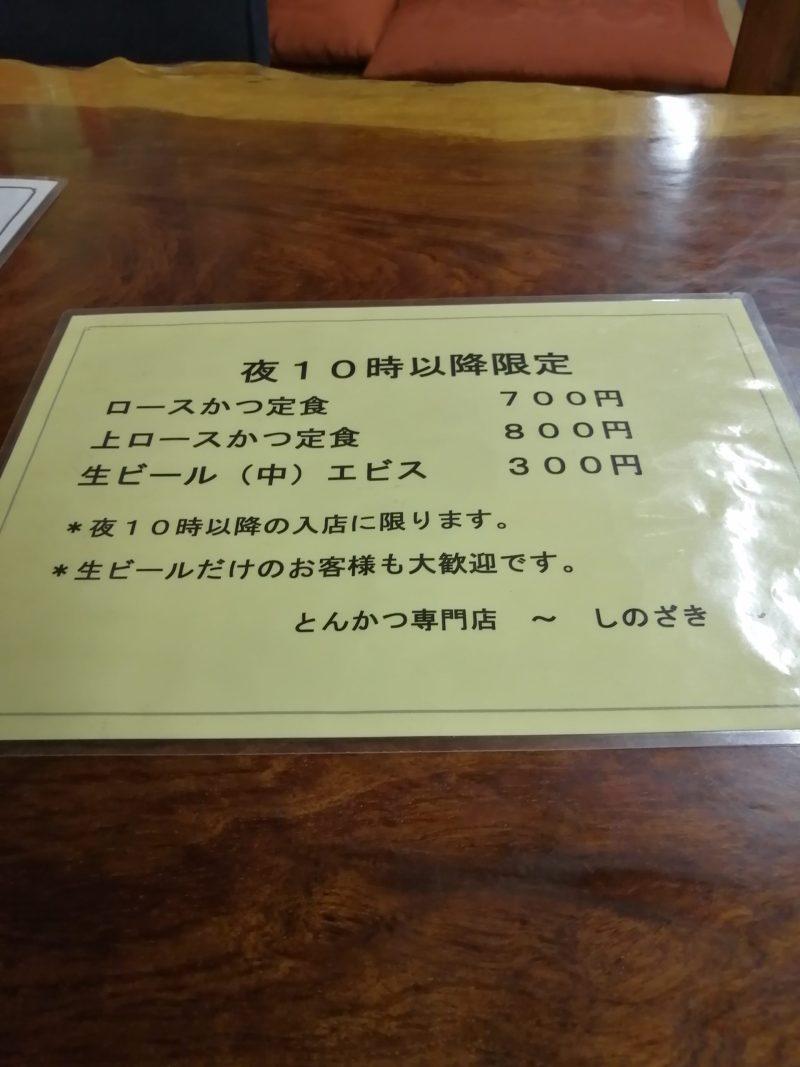 夜１０時以降限定
ロースかつ定食　７００円
上ロースかつ定食　８００円
生ビール（中）エビス　３００円
＊夜１０時以降の入店に限ります。
＊生ビールだけのお客様も大歓迎です。
とんかつ専門店　～　しのざき　～